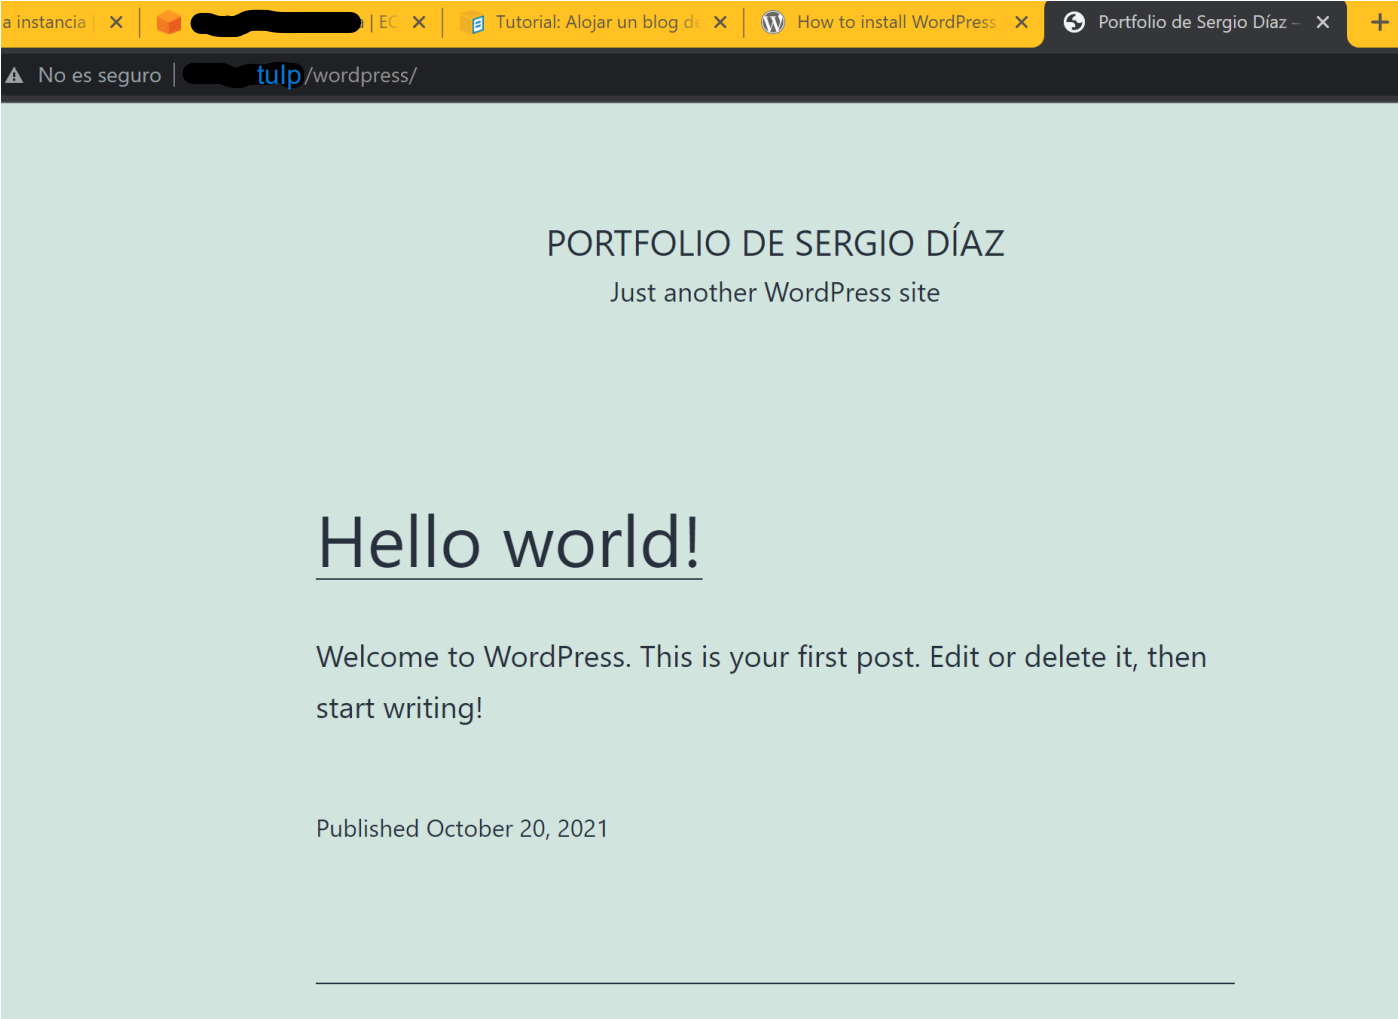 a instancia | EC Tutorial: Alojar un blog de How to install WordPress Portfolio de Sergio Díaz –
No es seguro | tulp/wordpress/
PORTFOLIO DE SERGIO DÍAZ
Just another WordPress site
Hello world!
Welcome to WordPress. This is your first post. Edit or delete it, then
start writing!
Published October 20, 2021